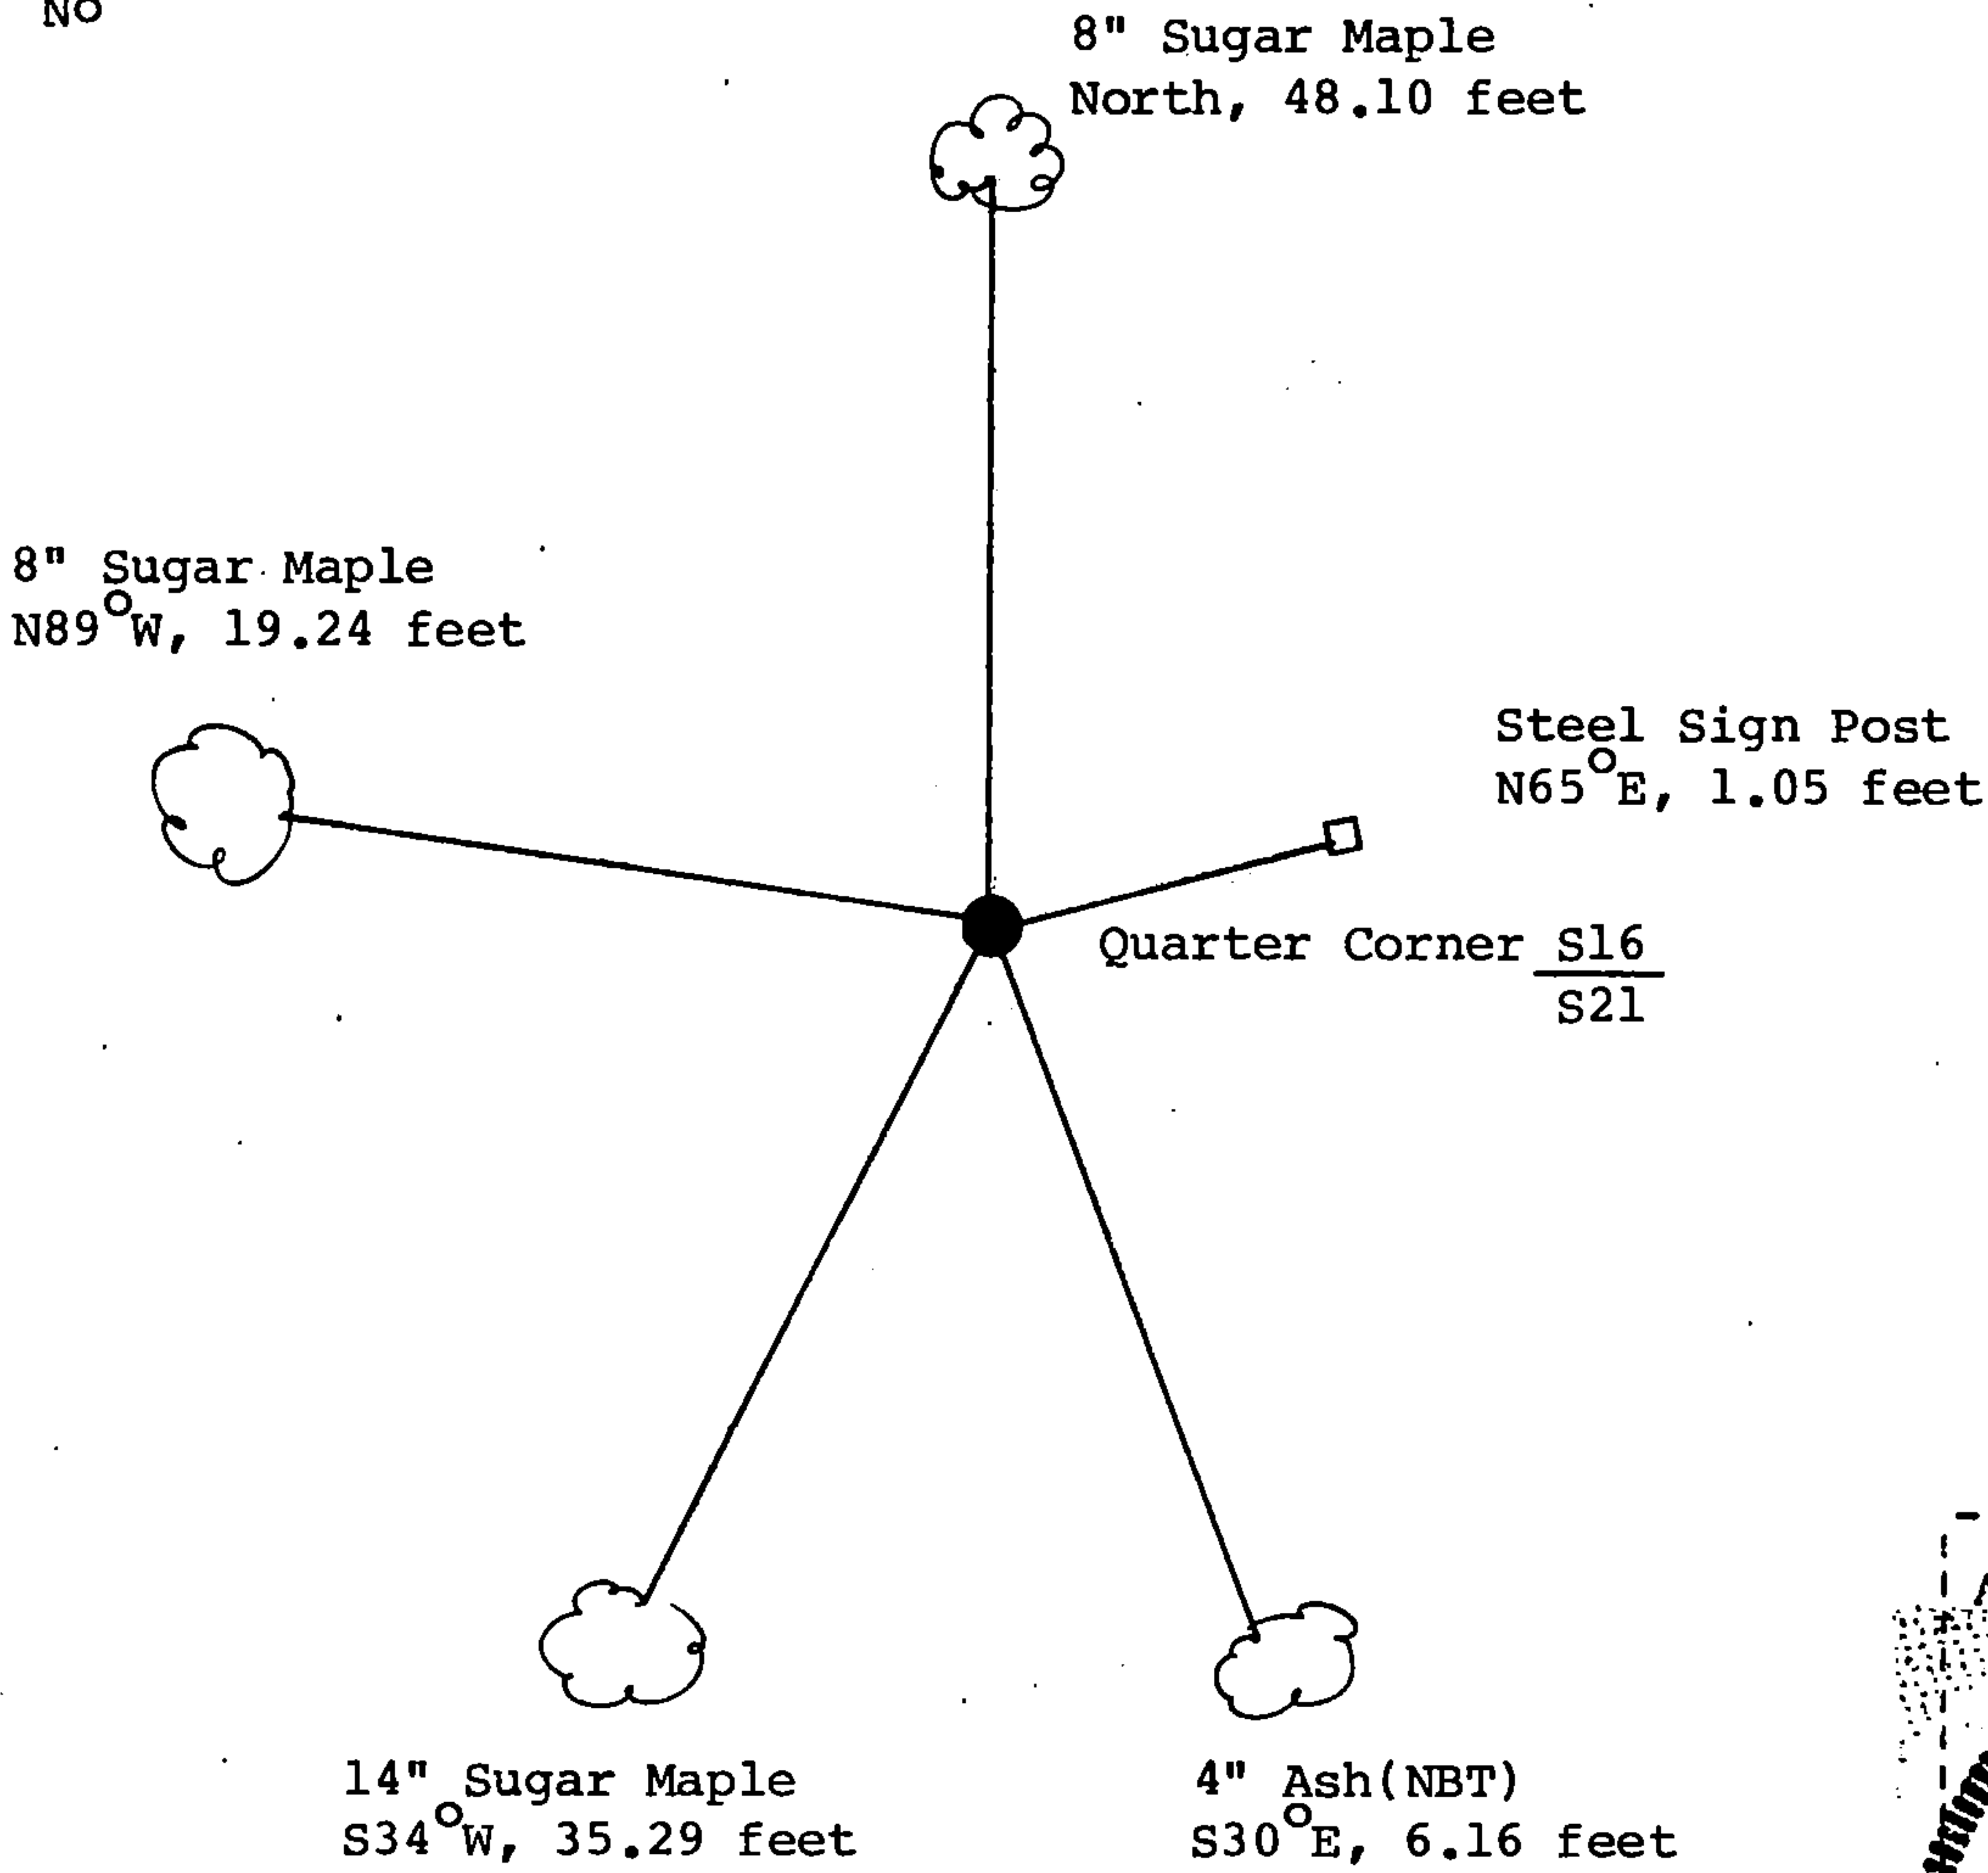 No
8" Sugar Maple
North, 48.10 feet
8" Sugar Maple
N89°W, 19.24 feet
Steel Sign Post
N65°E, 1.05 feet
Quarter Corner S16
S21
14" Sugar Maple
S34°W, 35.29 feet
4" Ash(NBT)
S30°E, 6.16 feet